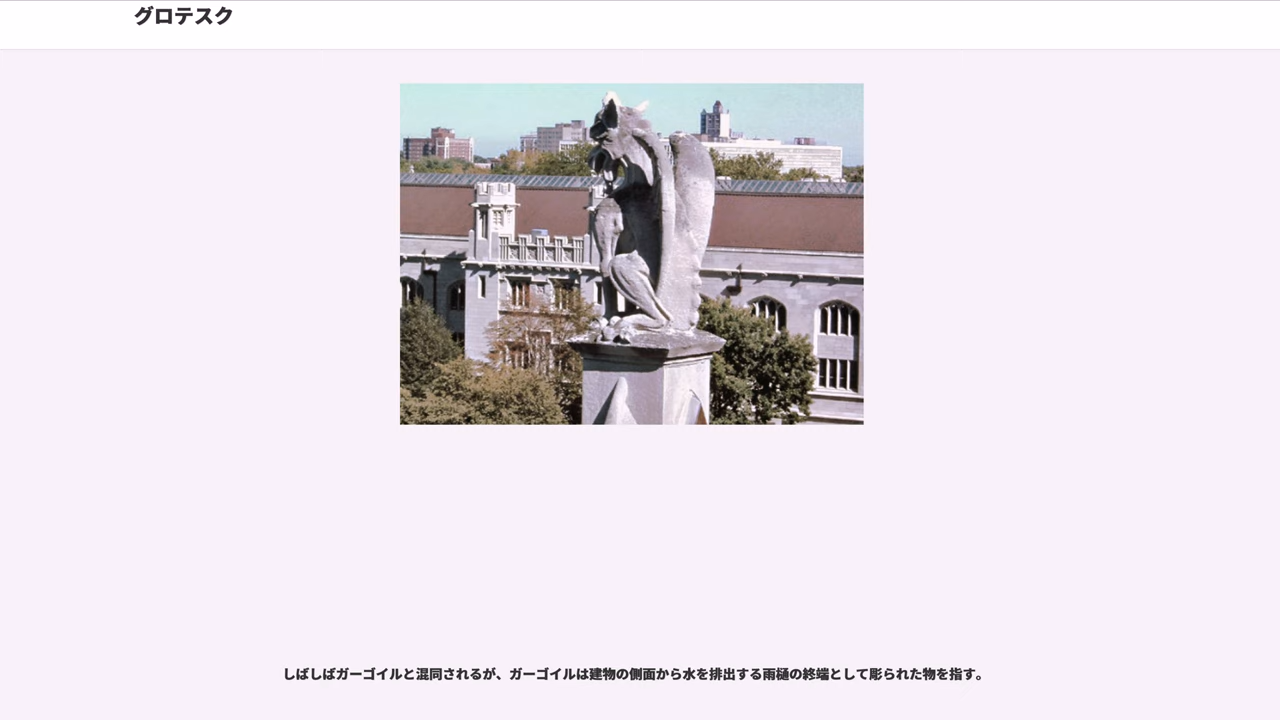 グロテスク
しばしばガーゴイルと混同されるが、ガーゴイルは建物の側面から水を排出する雨樋の終端として彫られた物を指す。